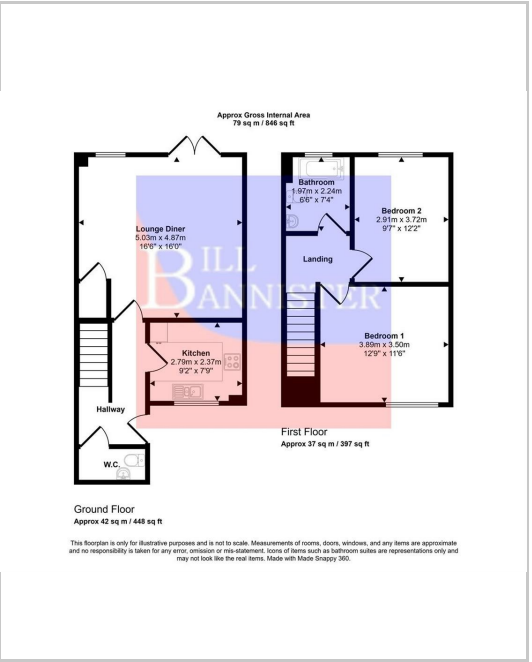 Approx Gross Internal Area
79 sq m / 846 sq ft
Lounge Diner
5.03m x 4.87m
16'6" x 16'0"
Kitchen
2.79m x 2.37m
9'2" x 7'9"
Hallway
W.C.
Ground Floor
Approx 42 sq m / 448 sq ft
Bathroom
1.97m x 2.24m
6'6" x 7'4"
Bedroom 2
2.91m x 3.72m
9'7" x 12'2"
Landing
Bedroom 1
3.89m x 3.50m
12'9" x 11'6"
First Floor
Approx 37 sq m / 397 sq ft
BILL
BANNISTER
This floorplan is only for illustrative purposes and is not to scale. Measurements of rooms, doors, windows, and any items are approximate
and no responsibility is taken for any error, omission or mis-statement. Icons of items such as bathroom suites are representations only and
may not look like the real items. Made with Made Snappy 360.